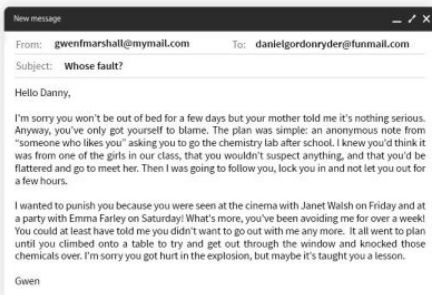 New message
From: gwenfmarshall@mymail.com To: danielgordonryder@funmail.com
Subject: Whose fault?
Hello Danny,
I'm sorry you won't be out of bed for a few days but your mother told me it's nothing serious.
Anyway, you've only got yourself to blame. The plan was simple: an anonymous note from
"someone who likes you" asking you to go the chemistry lab after school. I knew you'd think it
was from one of the girls in our class, that you wouldn't suspect anything, and that you'd be
flattered and go to meet her. Then I was going to follow you, lock you in and not let you out for
a few hours.
I wanted to punish you because you were seen at the cinema with Janet Walsh on Friday and at
a party with Emma Farley on Saturday! What's more, you've been avoiding me for over a week!
You could at least have told me you didn't want to go out with me any more. It all went to plan
until you climbed onto a table to try and get out through the window and knocked those
chemicals over. I'm sorry you got hurt in the explosion, but maybe it's taught you a lesson.
Gwen